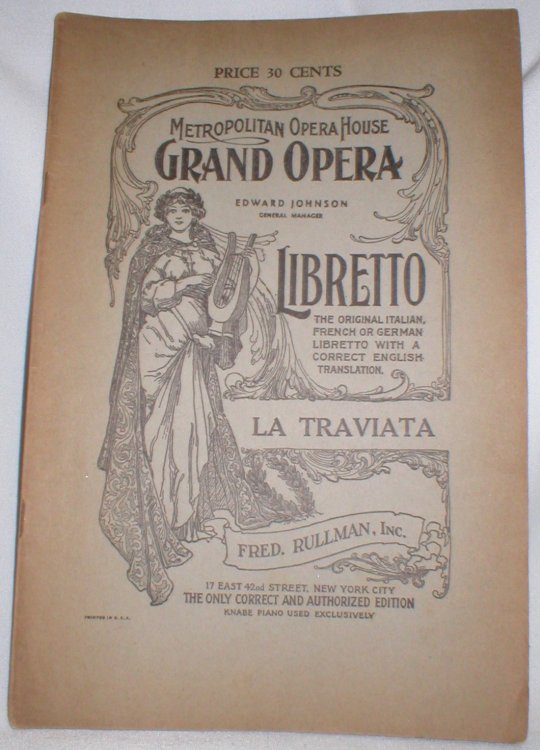 PRICE 30 CENTS
METROPOLITAN OPERA HOUSE
GRAND OPERA
EDWARD JOHNSON
GENERAL MANAGER
LIBRETTO
THE ORIGINAL ITALIAN,
FRENCH OR GERMAN
LIBRETTO WITH A
CORRECT ENGLISH
TRANSLATION.
LA TRAVIATA
FRED. RULLMAN, INC.
17 EAST 42nd STREET, NEW YORK CITY
THE ONLY CORRECT AND AUTHORIZED EDITION
KNABE PIANO USED EXCLUSIVELY
PRINTED IN U.S.A.